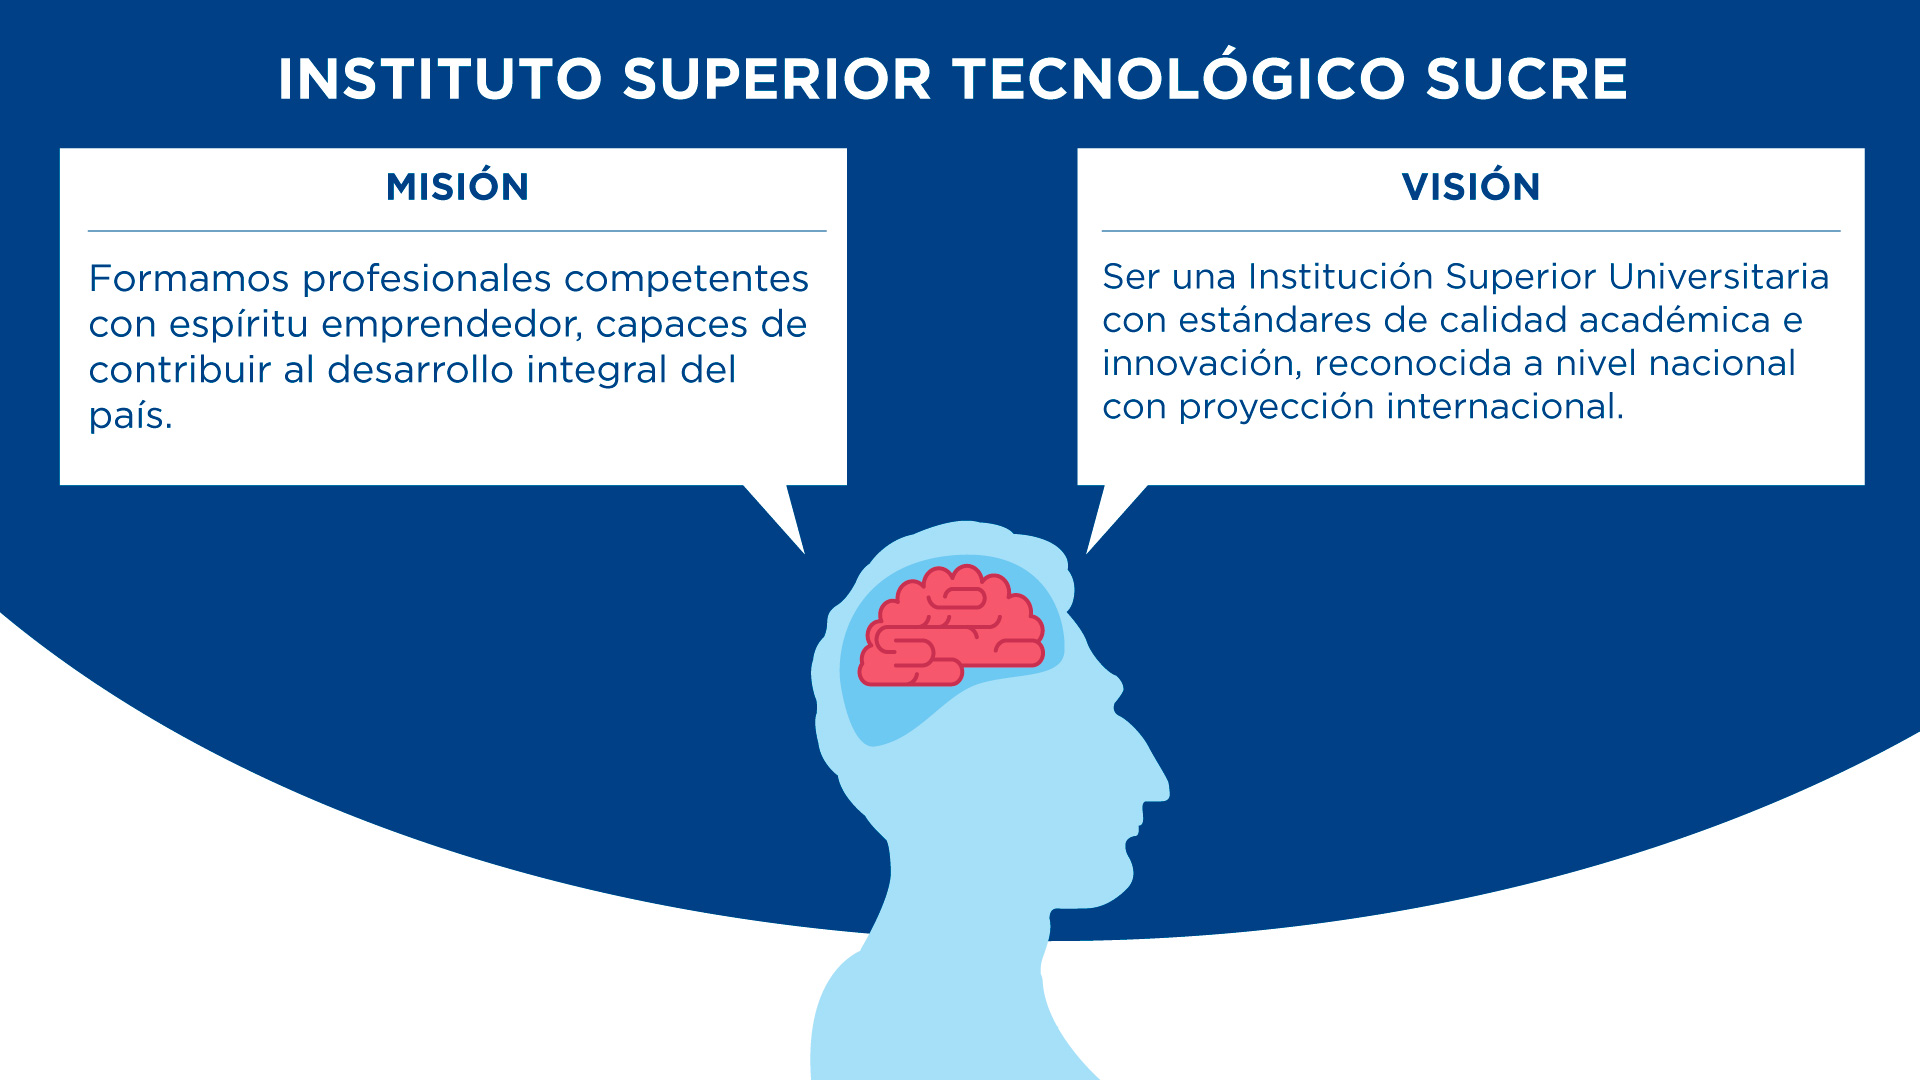 INSTITUTO SUPERIOR TECNOLÓGICO SUCRE
MISIÓN
Formamos profesionales competentes
con espíritu emprendedor, capaces de
contribuir al desarrollo integral del
país.
VISIÓN
Ser una Institución Superior Universitaria
con estándares de calidad académica e
innovación, reconocida a nivel nacional
con proyección internacional.